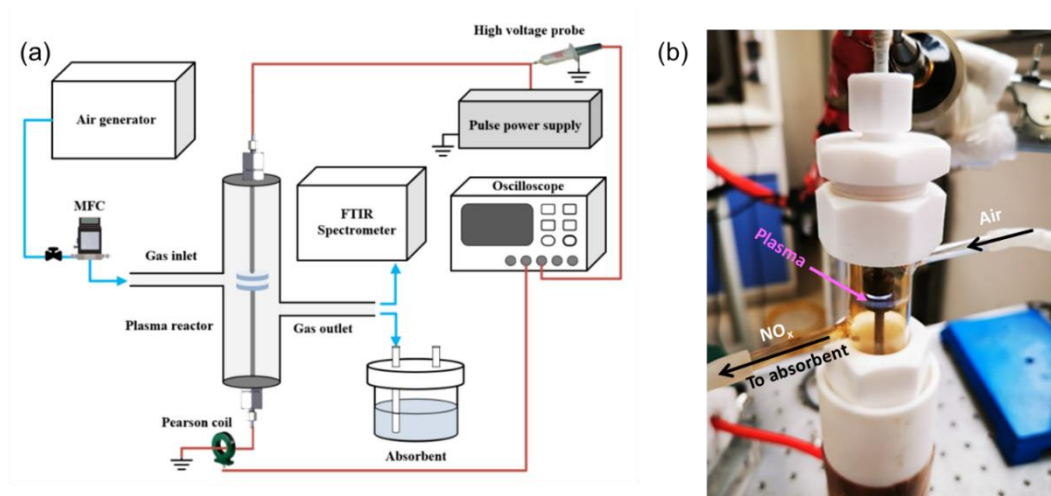 (a)
High voltage probe
Air generator
Pulse power supply
Oscilloscope
MFC
FTIR
Spectrometer
Gas inlet
Plasma reactor
Gas outlet
Pearson coil
Absorbent
(b)
Air
Plasma
NOₓ
To absorbent